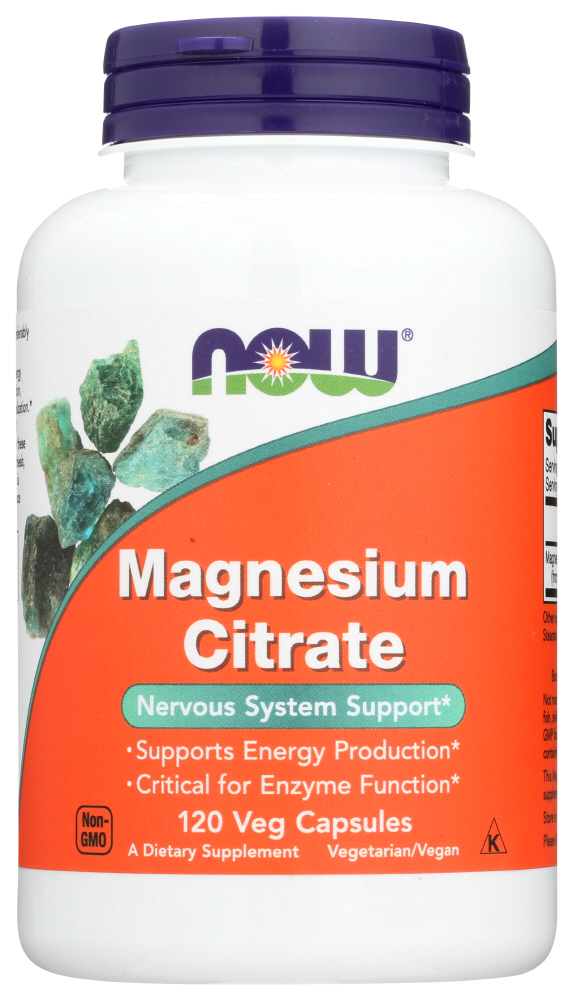 now®
Magnesium
Citrate
Nervous System Support*
•Supports Energy Production*
•Critical for Enzyme Function*
120 Veg Capsules
Non-
GMO
A Dietary Supplement Vegetarian/Vegan
K